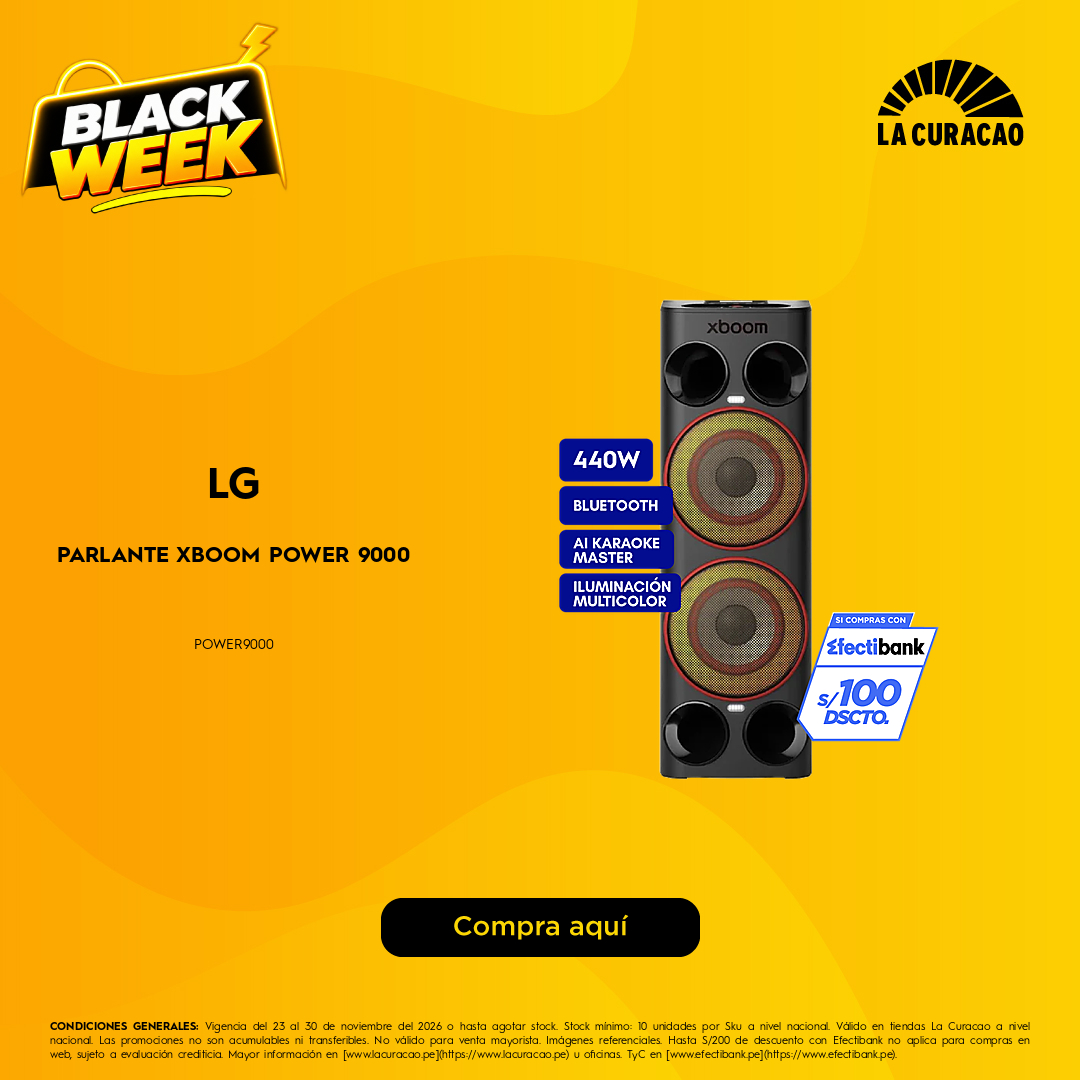 BLACK
WEEK
LA CURACAO
xboom
440W
BLUETOOTH
AI KARAOKE
MASTER
ILUMINACIÓN
MULTICOLOR
LG
PARLANTE XBOOM POWER 9000
POWER9000
SI COMPRAS CON
Efectibank
S/100
DSCTO.
Compra aquí
CONDICIONES GENERALES: Vigencia del 23 al 30 de noviembre del 2026 o hasta agotar stock. Stock mínimo: 10 unidades por Sku a nivel nacional. Válido en tiendas La Curacao a nivel
nacional. Las promociones no son acumulables ni transferibles. No válido para venta mayorista. Imágenes referenciales. Hasta S/200 de descuento con Efectibank no aplica para compras en
web, sujeto a evaluación crediticia. Mayor información en [www.lacuracao.pe](https://www.lacuracao.pe) u oficinas. TyC en [www.efectibank.pe](https://www.efectibank.pe).